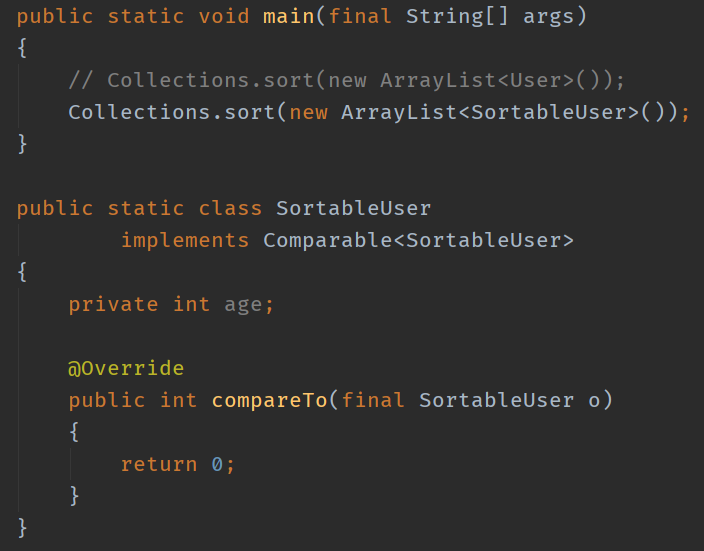 public static void main(final String[] args)
{
    // Collections.sort(new ArrayList<User>());
    Collections.sort(new ArrayList<SortableUser>());
}

public static class SortableUser
        implements Comparable<SortableUser>
{
    private int age;

    @Override
    public int compareTo(final SortableUser o)
    {
        return 0;
    }
}